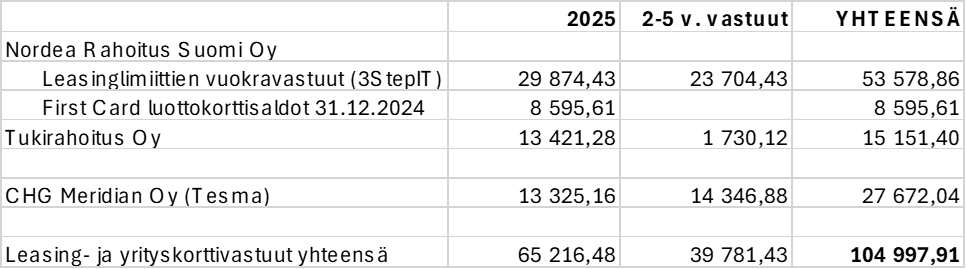 2025 2-5 v. vastuut YHTEENSÄ
Nordea Rahoitus Suomi Oy
Leasinglimiittien vuokravastuut (3StepIT) 29 874,43 23 704,43 53 578,86
First Card luottokorttisaldot 31.12.2024 8 595,61 8 595,61
Tukirahoitus Oy 13 421,28 1 730,12 15 151,40
CHG Meridian Oy (Tesma) 13 325,16 14 346,88 27 672,04
Leasing- ja yrityskorttivastuut yhteensä 65 216,48 39 781,43 104 997,91